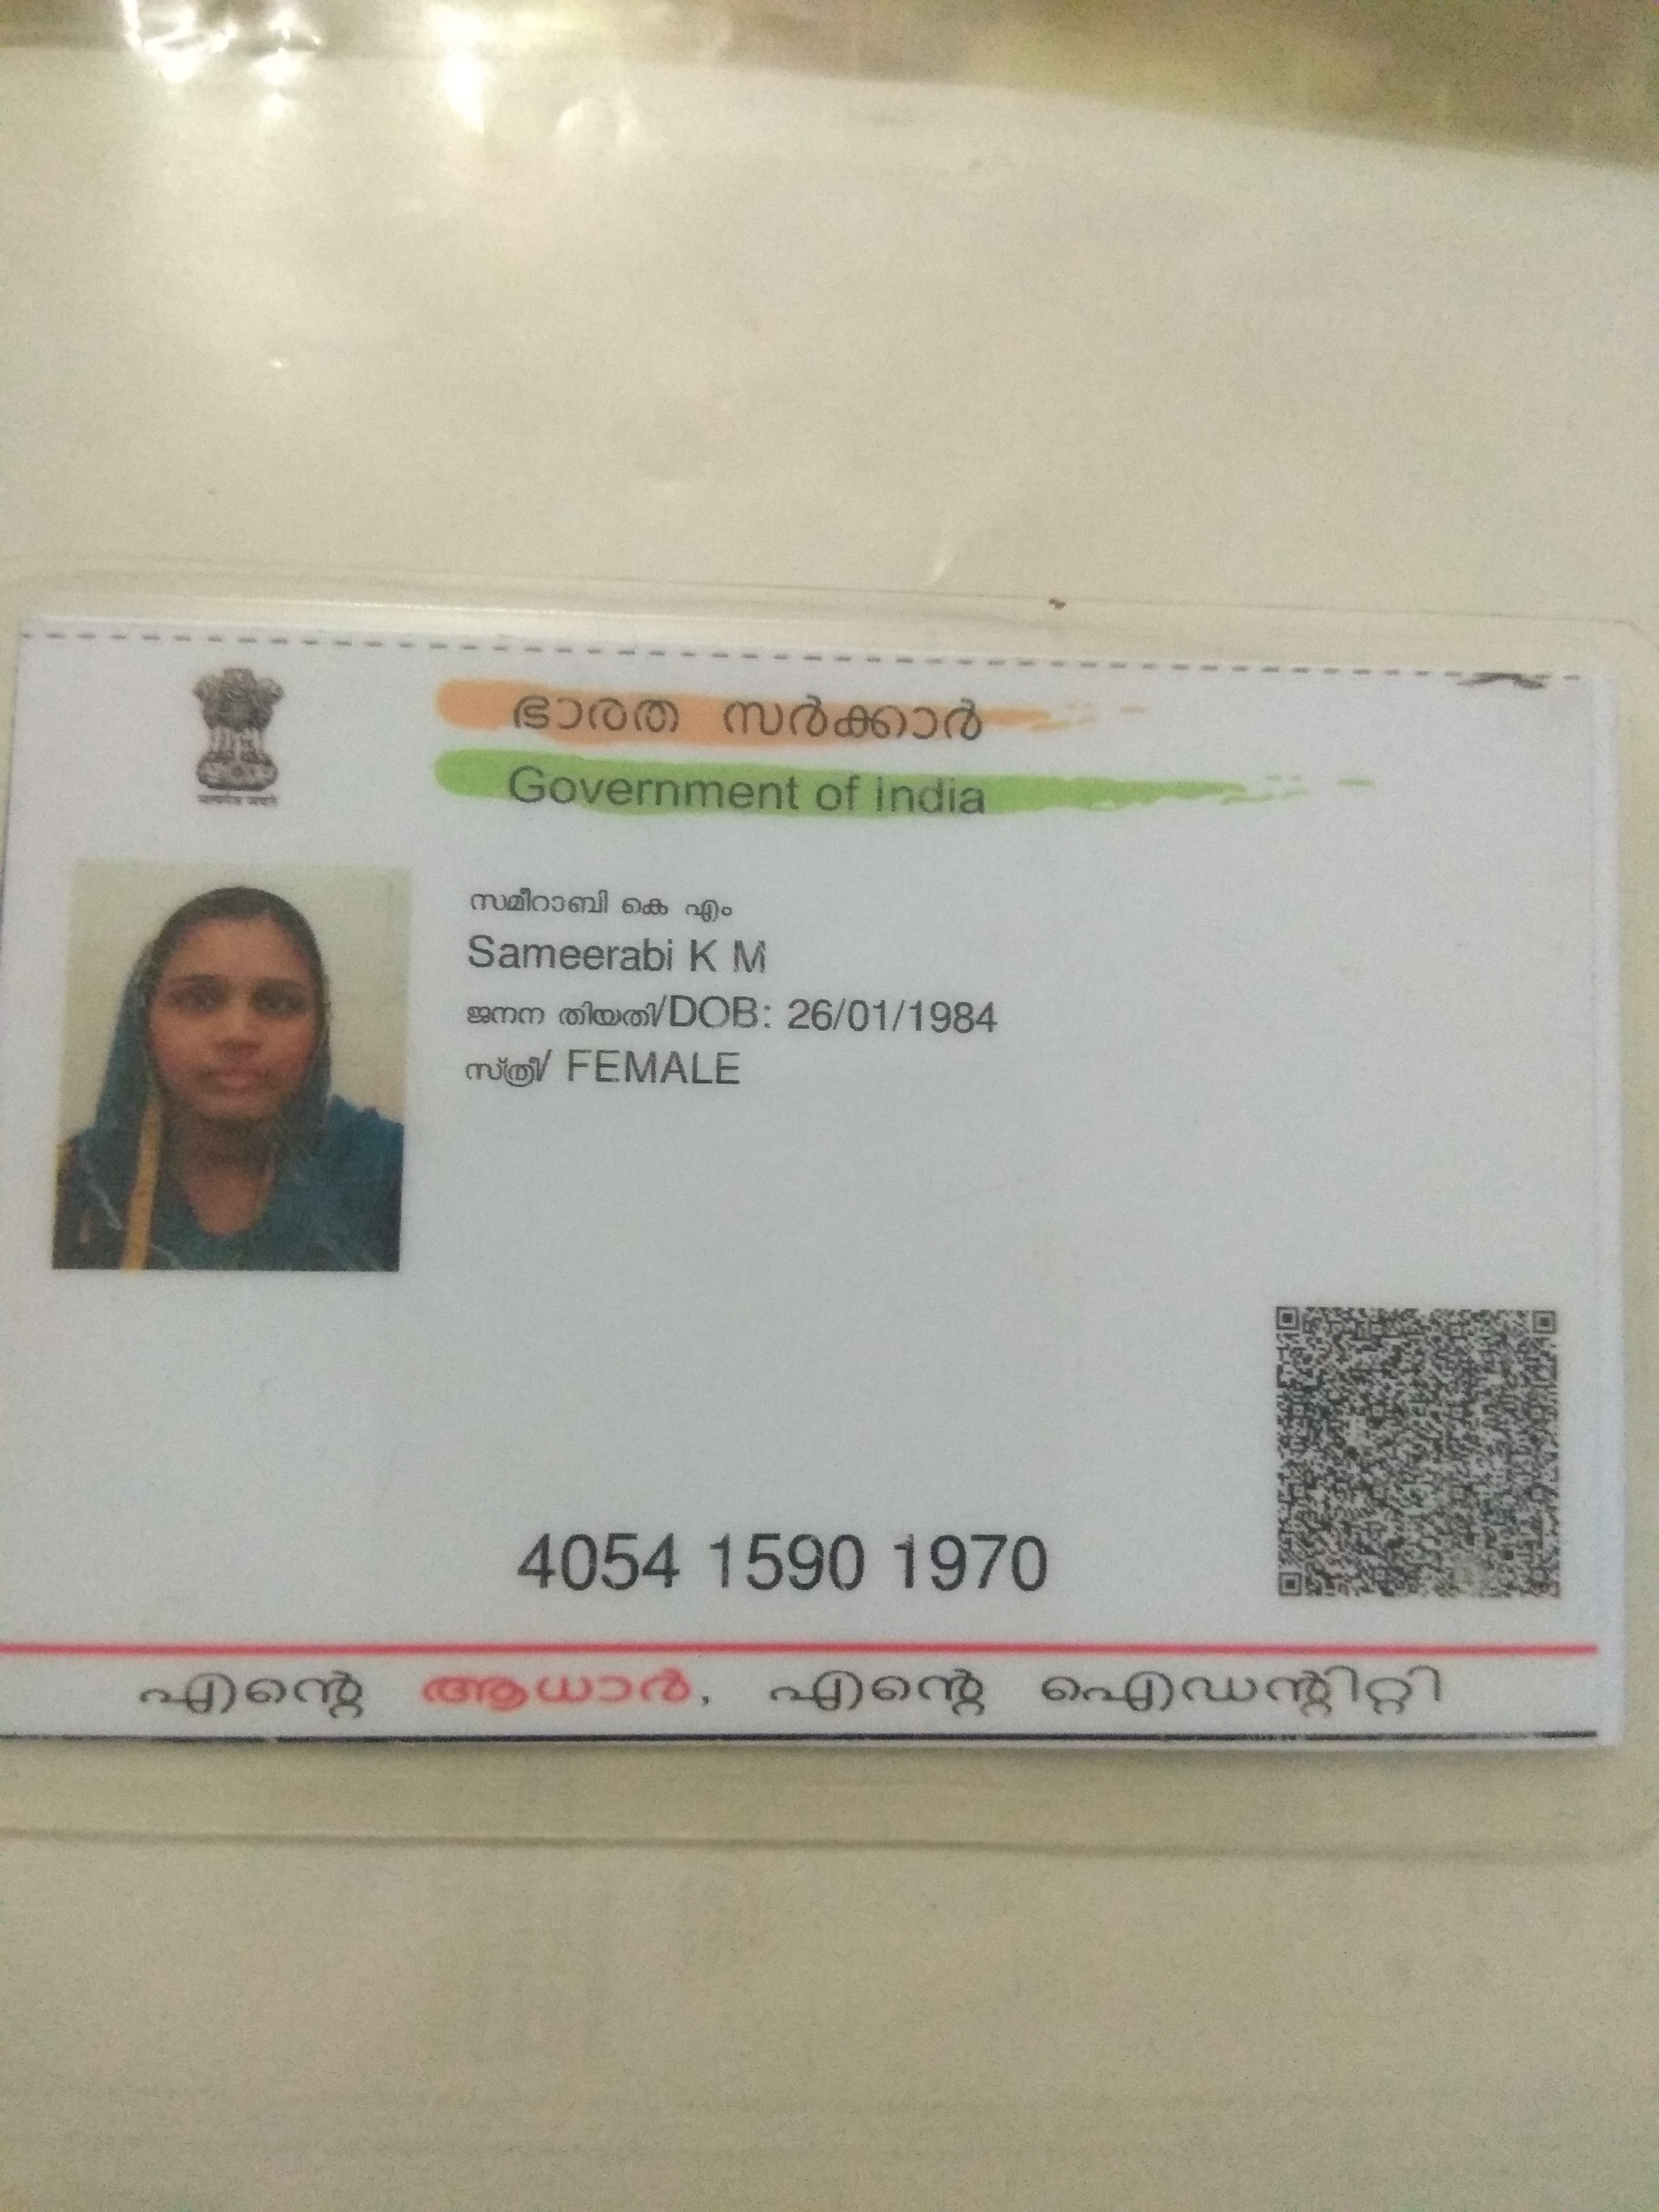 ഭാരത സർക്കാർ
Government of India
സമീറാബി കെ എം
Sameerabi K M
ജനന തിയതി/DOB: 26/01/1984
സ്ത്രീ/ FEMALE
4054 1590 1970
എന്റെ ആധാർ, എന്റെ ഐഡന്റിറ്റി